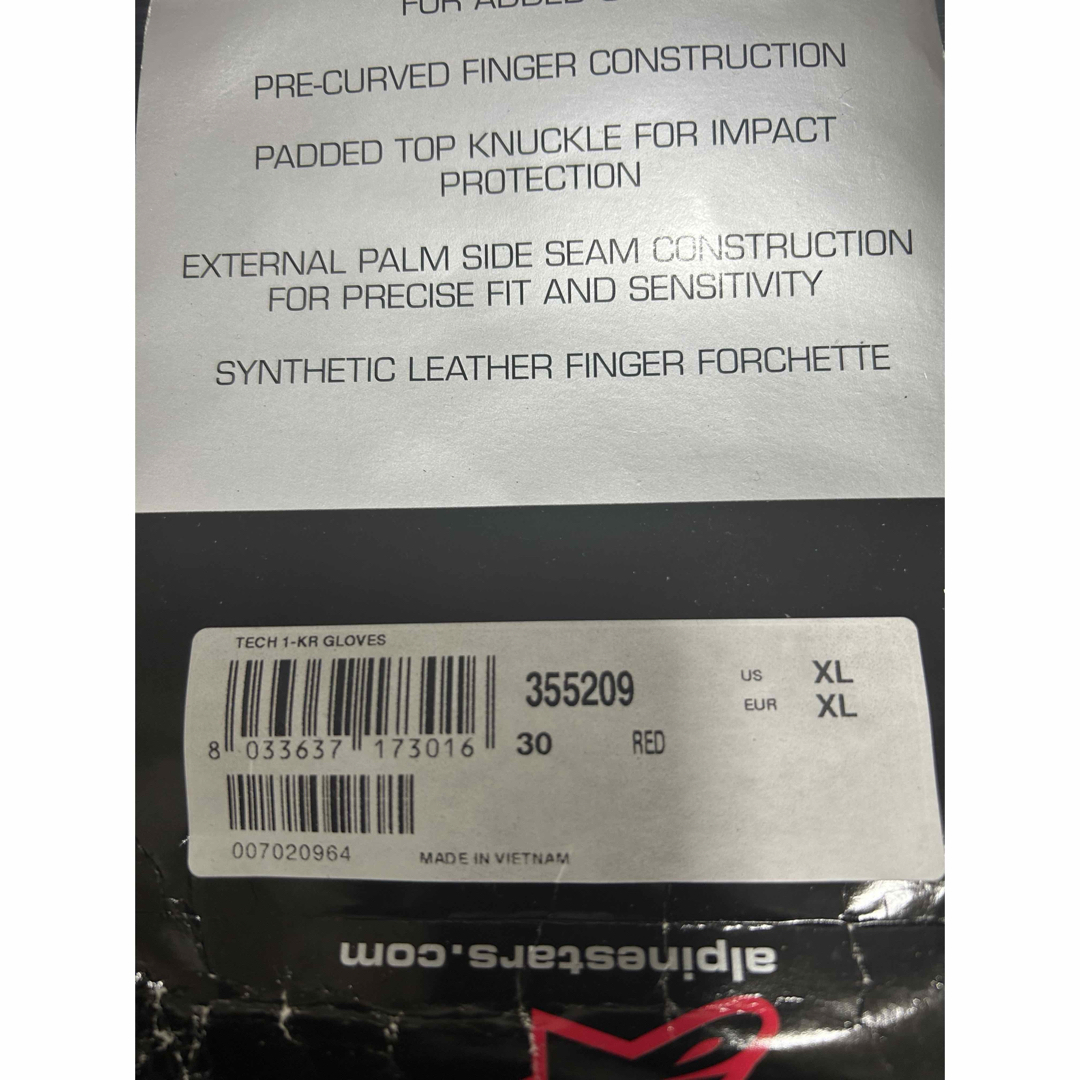 FOR ADDED
PRE-CURVED FINGER CONSTRUCTION
PADDED TOP KNUCKLE FOR IMPACT
PROTECTION
EXTERNAL PALM SIDE SEAM CONSTRUCTION
FOR PRECISE FIT AND SENSITIVITY
SYNTHETIC LEATHER FINGER FORCHETTE
TECH 1-KR GLOVES
355209
US XL
EUR XL
8 033637 173016
30 RED
007020964
MADE IN VIETNAM
alpinestars.com